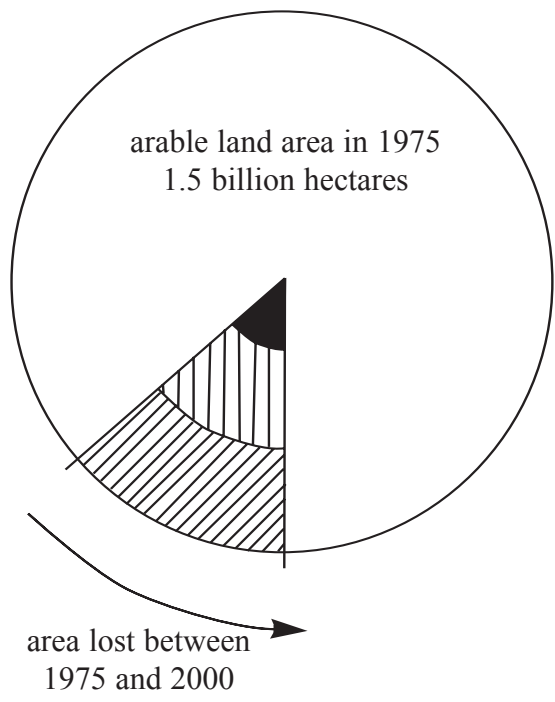 arable land area in 1975
1.5 billion hectares
area lost between
1975 and 2000